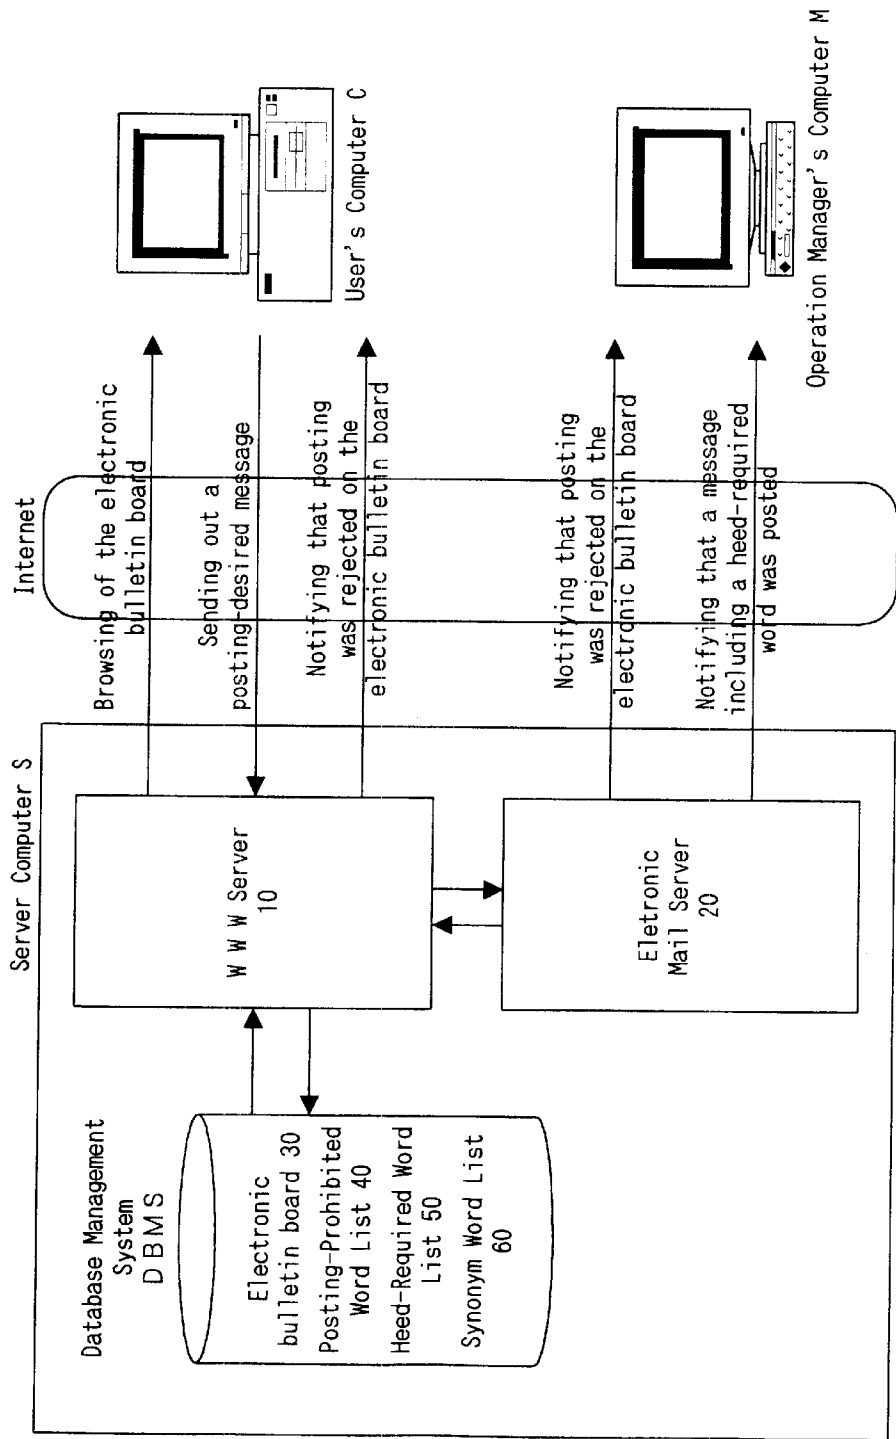 Server Computer S
Database Management
System
DBMS
Electronic
bulletin board 30
Posting-Prohibited
Word List 40
Heed-Required Word
List 50
Synonym Word List
60
W W W Server
10
Eletronic
Mail Server
20
Internet
Browsing of the electronic
bulletin board
Sending out a
posting-desired message
Notifying that posting
was rejected on the
electronic bulletin board
Notifying that posting
was rejected on the
electronic bulletin board
Notifying that a message
including a heed-required
word was posted
User's Computer C
Operation Manager's Computer M